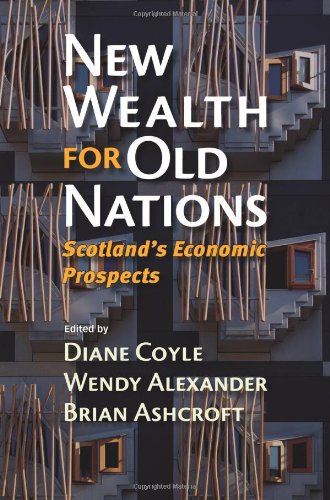 New
Wealth
for Old
Nations
Scotland's Economic
Prospects
Edited by
Diane Coyle
Wendy Alexander
Brian Ashcroft